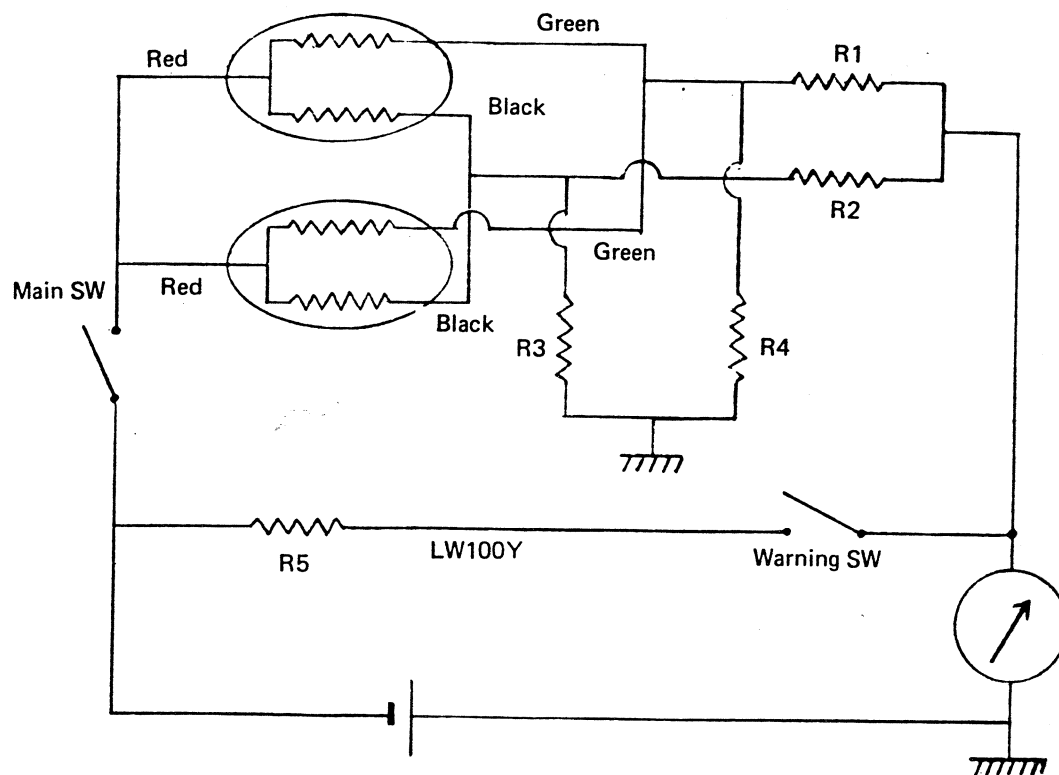 Green
R1
Red
Black
R2
Green
Main SW
Red
Black
R3
R4
R5
LW100Y
Warning SW